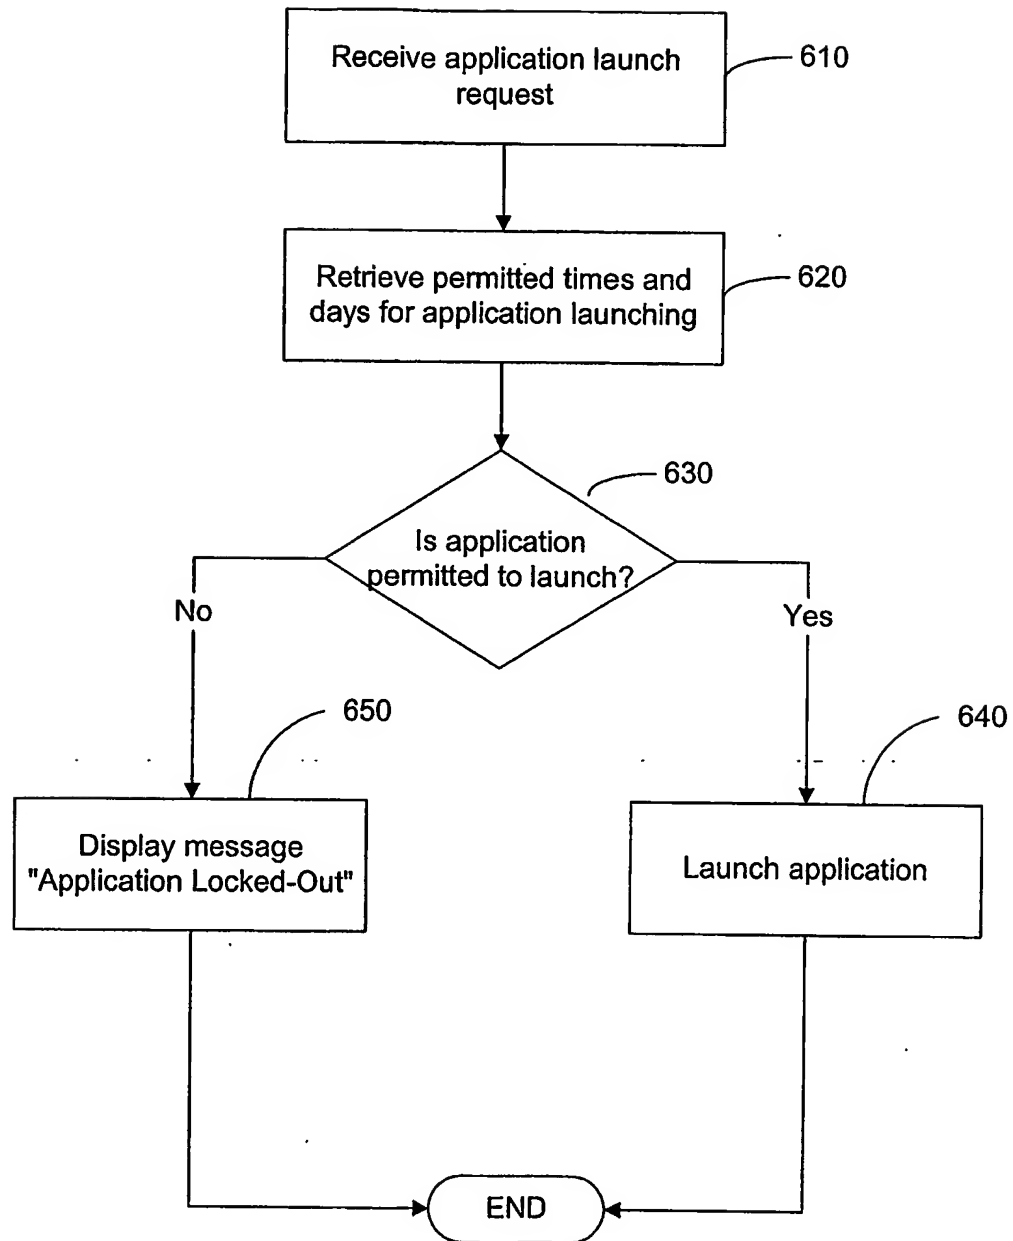 Receive application launch
request
610
Retrieve permitted times and
days for application launching
620
630
Is application
permitted to launch?
No
Yes
650
640
Display message
"Application Locked-Out"
Launch application
END